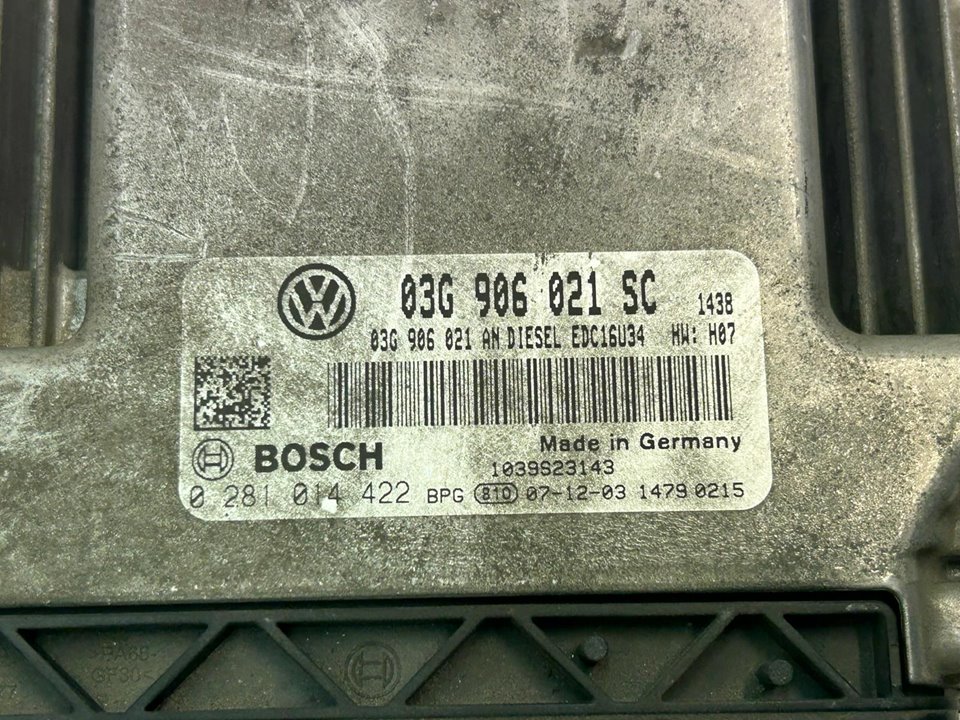 03G 906 021 SC 1438
03G 906 021 AN DIESEL EDC16U34 HW: H07
BOSCH
Made in Germany
1039S23143
0 281 014 422 BPG 810 07-12-03 1479 0215